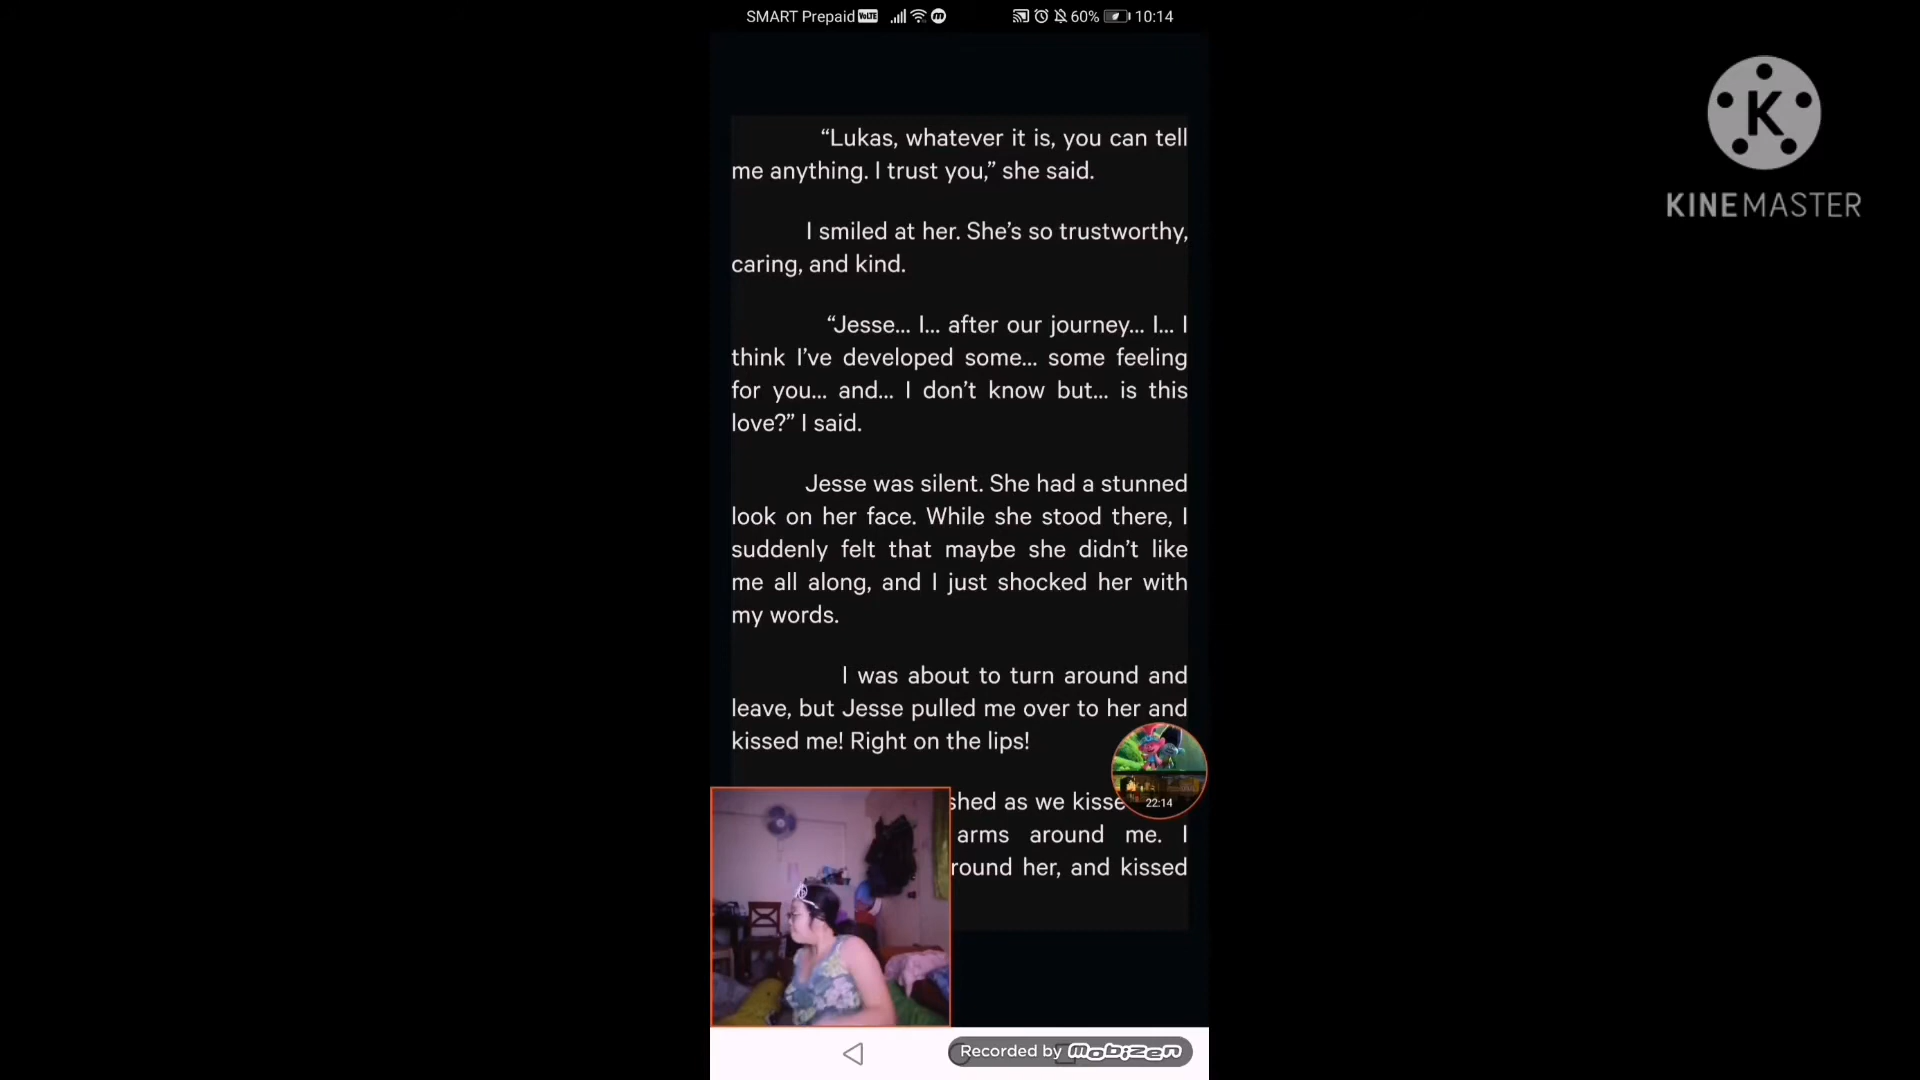 SMART Prepaid VoLTE 60% 10:14
K
KINEMASTER
“Lukas, whatever it is, you can tell
me anything. I trust you,” she said.
I smiled at her. She’s so trustworthy,
caring, and kind.
“Jesse... I... after our journey... I... I
think I’ve developed some... some feeling
for you... and... I don’t know but... is this
love?” I said.
Jesse was silent. She had a stunned
look on her face. While she stood there, I
suddenly felt that maybe she didn’t like
me all along, and I just shocked her with
my words.
I was about to turn around and
leave, but Jesse pulled me over to her and
kissed me! Right on the lips!
shed as we kisse
22:14
arms around me. I
round her, and kissed
Recorded by mobizen